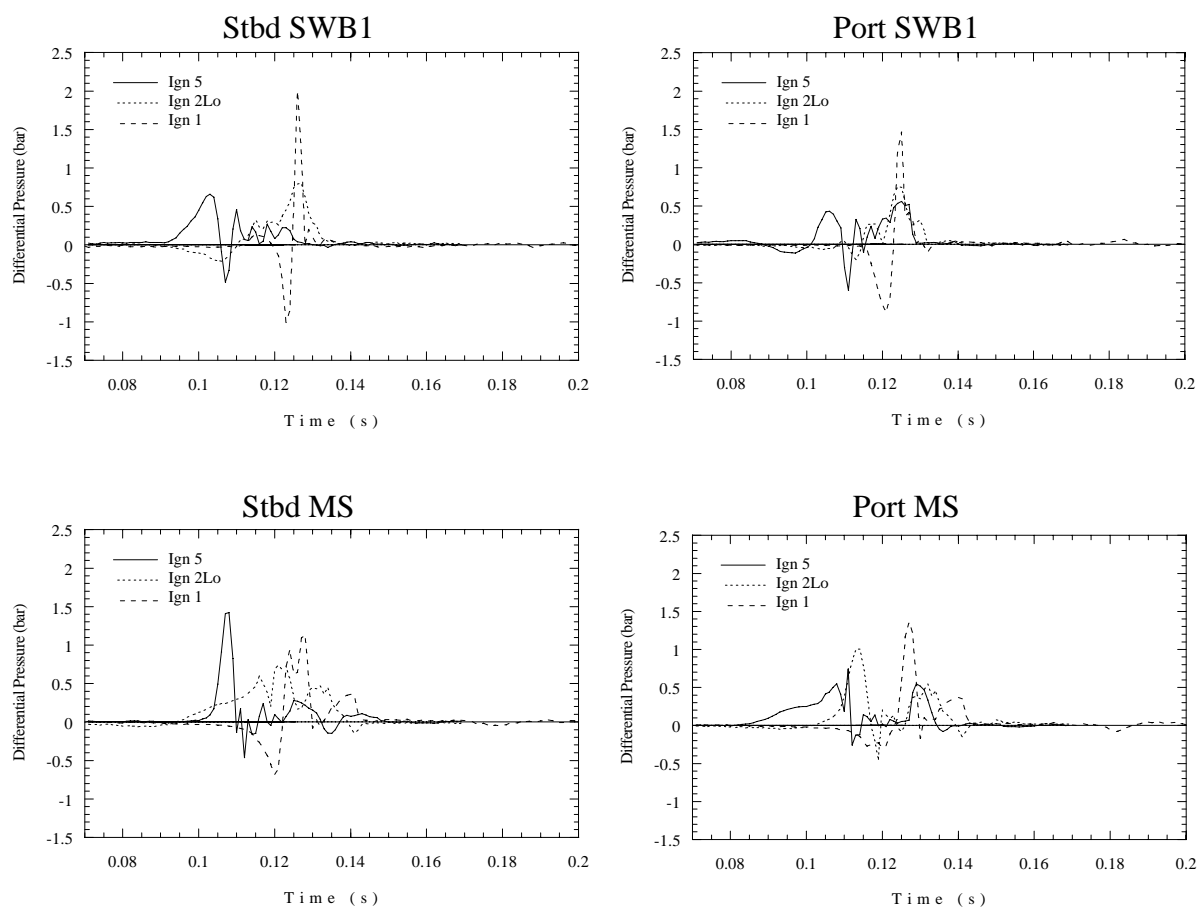 Stbd SWB1
2.5
2
1.5
1
0.5
0
-0.5
-1
-1.5
Differential Pressure (bar)
Ign 5
Ign 2Lo
Ign 1
0.08 0.1 0.12 0.14 0.16 0.18 0.2
Time (s)
Port SWB1
2.5
2
1.5
1
0.5
0
-0.5
-1
-1.5
Differential Pressure (bar)
Ign 5
Ign 2Lo
Ign 1
0.08 0.1 0.12 0.14 0.16 0.18 0.2
Time (s)
Stbd MS
2.5
2
1.5
1
0.5
0
-0.5
-1
-1.5
Differential Pressure (bar)
Ign 5
Ign 2Lo
Ign 1
0.08 0.1 0.12 0.14 0.16 0.18 0.2
Time (s)
Port MS
2.5
2
1.5
1
0.5
0
-0.5
-1
-1.5
Differential Pressure (bar)
Ign 5
Ign 2Lo
Ign 1
0.08 0.1 0.12 0.14 0.16 0.18 0.2
Time (s)